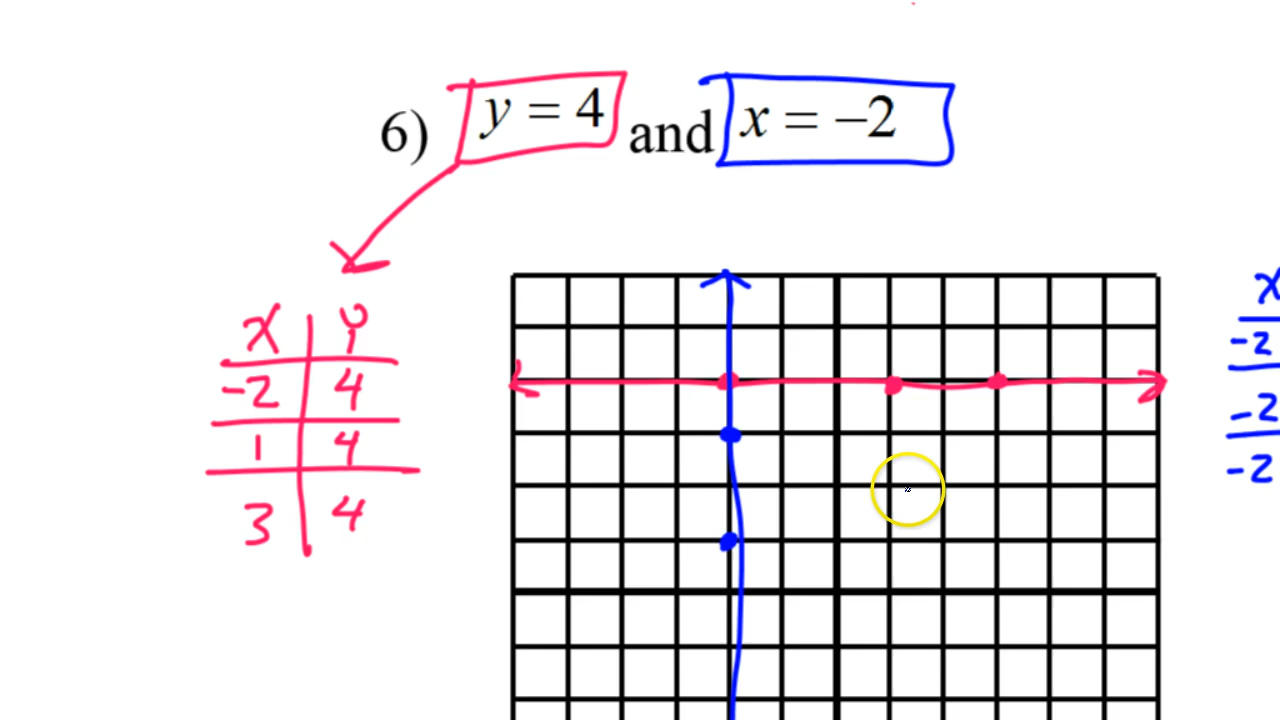 6) y = 4 and x = −2
x y
-2 4
1 4
3 4
x
-2
-2
-2